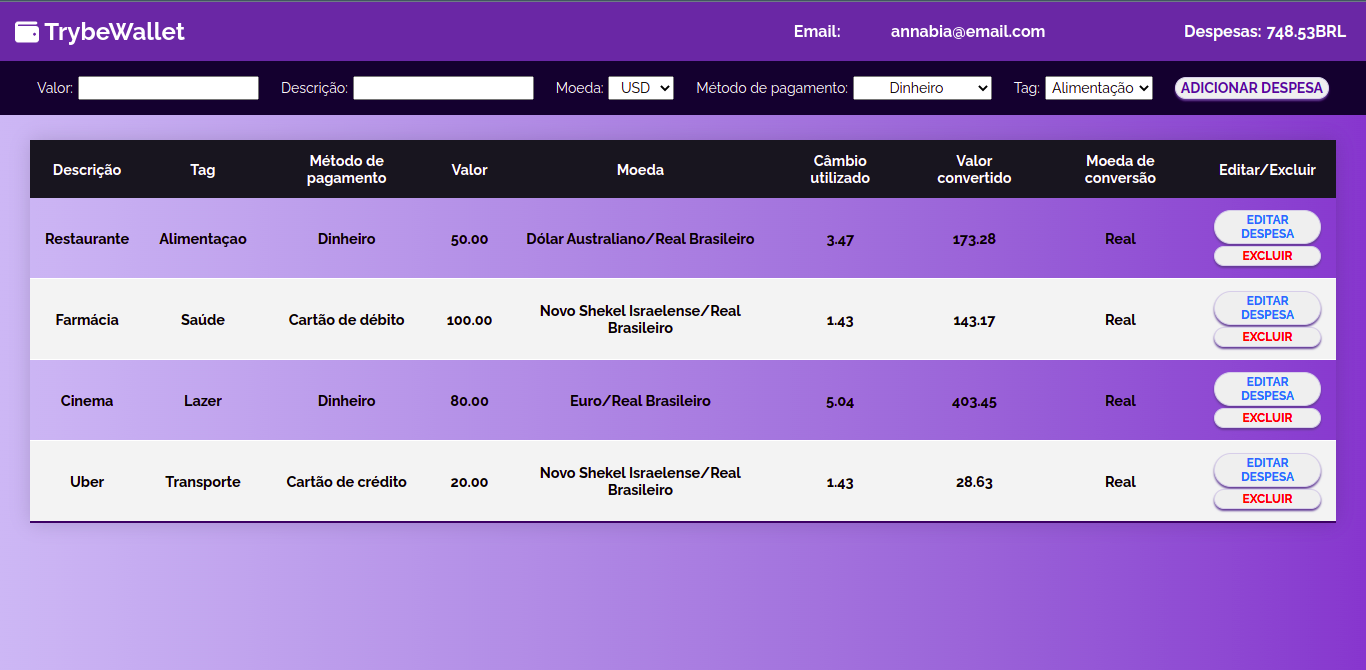 TrybeWallet Email: annabia@email.com Despesas: 748.53BRL
Valor: Descrição: Moeda: USD Método de pagamento: Dinheiro Tag: Alimentação ADICIONAR DESPESA
Descrição Tag Método de pagamento Valor Moeda Câmbio utilizado Valor convertido Moeda de conversão Editar/Excluir
Restaurante Alimentaçao Dinheiro 50.00 Dólar Australiano/Real Brasileiro 3.47 173.28 Real EDITAR DESPESA
EXCLUIR
Farmácia Saúde Cartão de débito 100.00 Novo Shekel Israelense/Real Brasileiro 1.43 143.17 Real EDITAR DESPESA
EXCLUIR
Cinema Lazer Dinheiro 80.00 Euro/Real Brasileiro 5.04 403.45 Real EDITAR DESPESA
EXCLUIR
Uber Transporte Cartão de crédito 20.00 Novo Shekel Israelense/Real Brasileiro 1.43 28.63 Real EDITAR DESPESA
EXCLUIR